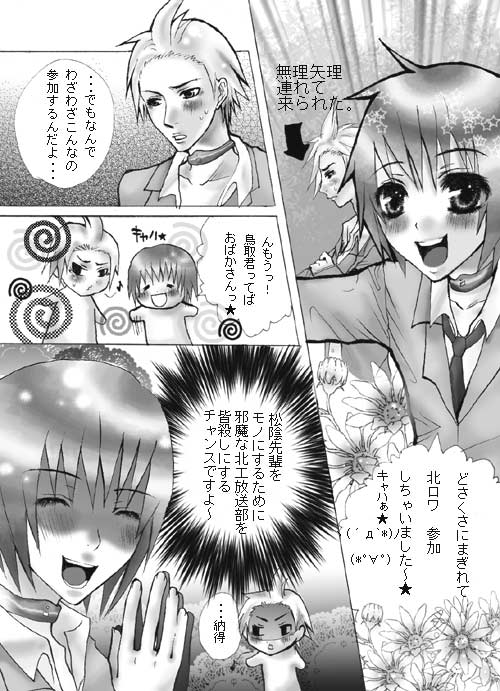 無理矢理
連れて
来られた。
どさくさにまぎれて
北ロワ 参加
しちゃいました～★
キャハぁ★
(´д`*)ﾉ
(*ﾟ∀ﾟ)
・・・でもなんで
わざわざこんなの
参加するんだよ・・・
んもうっ！
鳥取君ってば
おばかさんっ★
キャハ★
松陰先輩を
モノにするために
邪魔な北工放送部を
皆殺しにする
チャンスですよ～
・・・納得